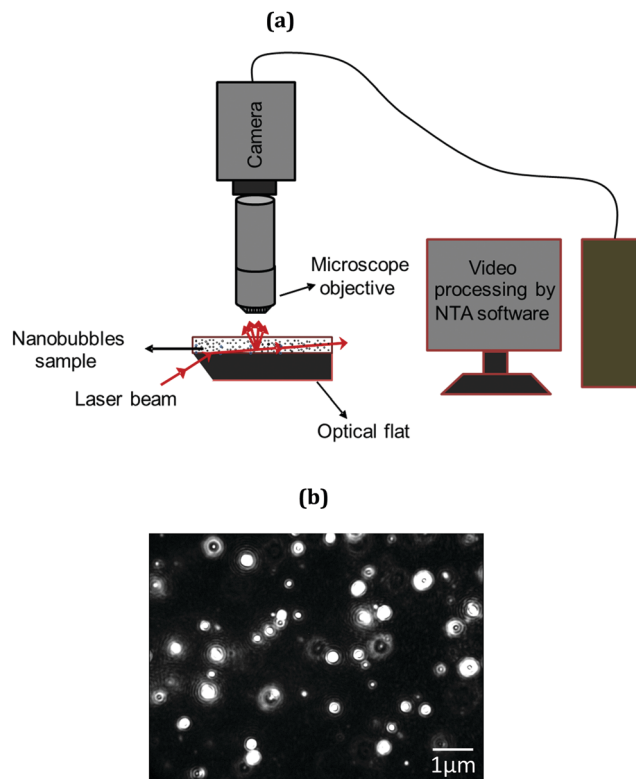 (a)
Camera
Microscope
objective
Video
processing by
NTA software
Nanobubbles
sample
Laser beam
Optical flat
(b)
1μm